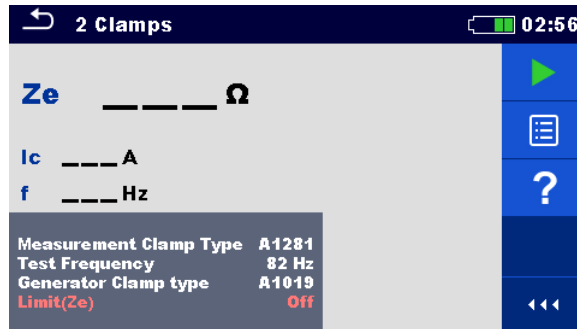 2 Clamps 02:56
Ze ___ Ω
Ic ___ A
f ___ Hz
?
Measurement Clamp Type A1281
Test Frequency 82 Hz
Generator Clamp type A1019
Limit(Ze) Off